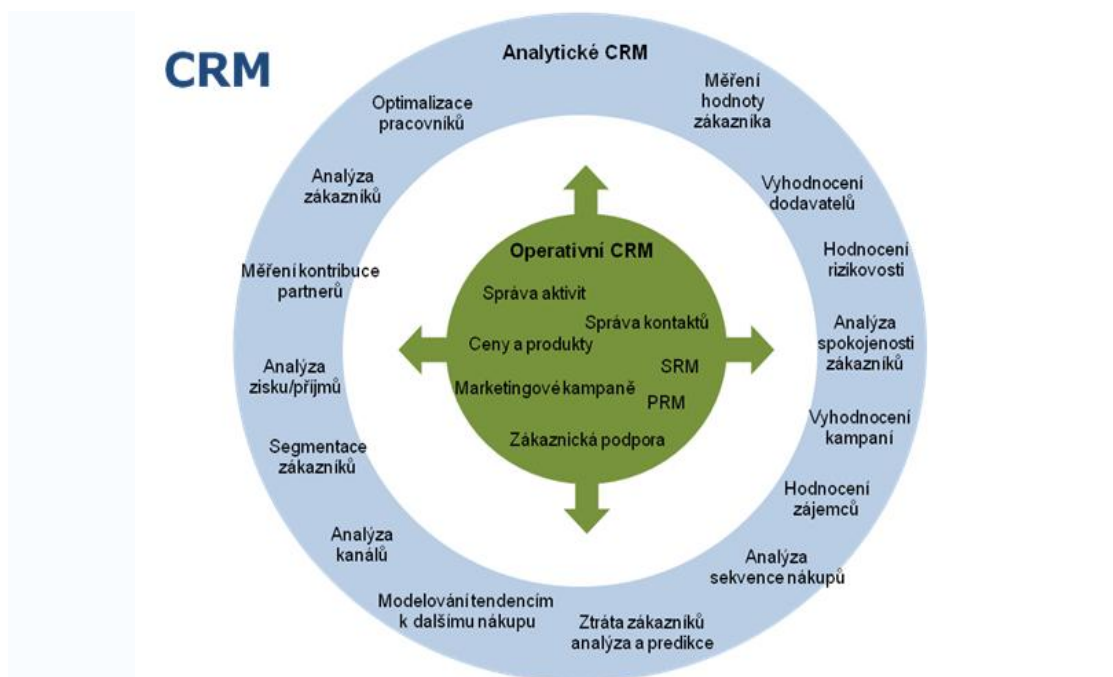 CRM
Analytické CRM
Měření
hodnoty
zákazníka
Vyhodnocení
dodavatelů
Hodnocení
rizikovosti
Analýza
spokojenosti
zákazníků
Vyhodnocení
kampaní
Hodnocení
zájemců
Analýza
sekvence nákupů
Ztráta zákazníků
analýza a predikce
Modelování tendencím
k dalšímu nákupu
Analýza
kanálů
Segmentace
zákazníků
Analýza
zisku/příjmů
Měření kontribuce
partnerů
Analýza
zákazníků
Optimalizace
pracovníků
Operativní CRM
Správa aktivit
Správa kontaktů
Ceny a produkty
SRM
Marketingové kampaně
PRM
Zákaznická podpora